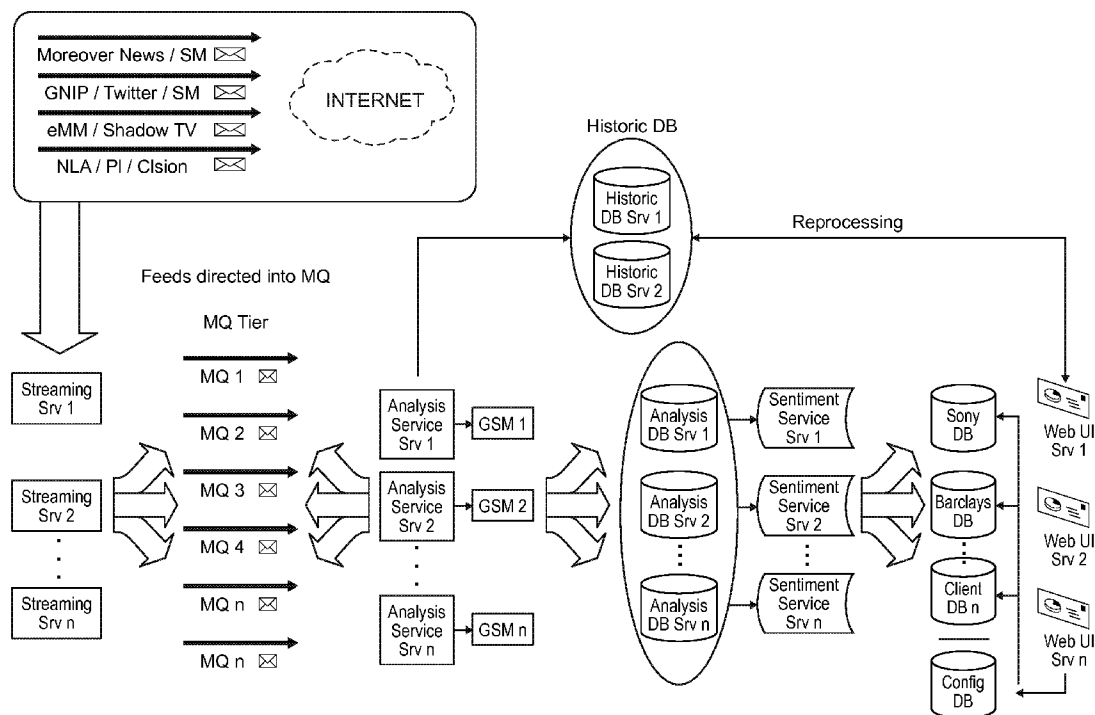 Moreover News / SM
GNIP / Twitter / SM
eMM / Shadow TV
NLA / PI / CIsion
INTERNET
Historic DB
Historic
DB Srv 1
Historic
DB Srv 2
Reprocessing
Feeds directed into MQ
MQ Tier
MQ 1
MQ 2
MQ 3
MQ 4
MQ n
MQ n
Streaming
Srv 1
Streaming
Srv 2
Streaming
Srv n
Analysis
Service
Srv 1
GSM 1
Analysis
Service
Srv 2
GSM 2
Analysis
Service
Srv n
GSM n
Analysis
DB Srv 1
Analysis
DB Srv 2
Analysis
DB Srv n
Sentiment
Service
Srv 1
Sentiment
Service
Srv 2
Sentiment
Service
Srv n
Sony
DB
Barclays
DB
Client
DB n
Config
DB
Web UI
Srv 1
Web UI
Srv 2
Web UI
Srv n